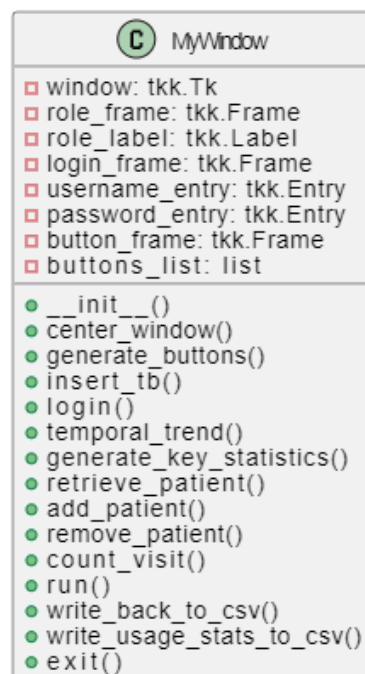 C MyWindow
window: tkk.Tk
role_frame: tkk.Frame
role_label: tkk.Label
login_frame: tkk.Frame
username_entry: tkk.Entry
password_entry: tkk.Entry
button_frame: tkk.Frame
buttons_list: list
__init__()
center_window()
generate_buttons()
insert_tb()
login()
temporal_trend()
generate_key_statistics()
retrieve_patient()
add_patient()
remove_patient()
count_visit()
run()
write_back_to_csv()
write_usage_stats_to_csv()
exit()